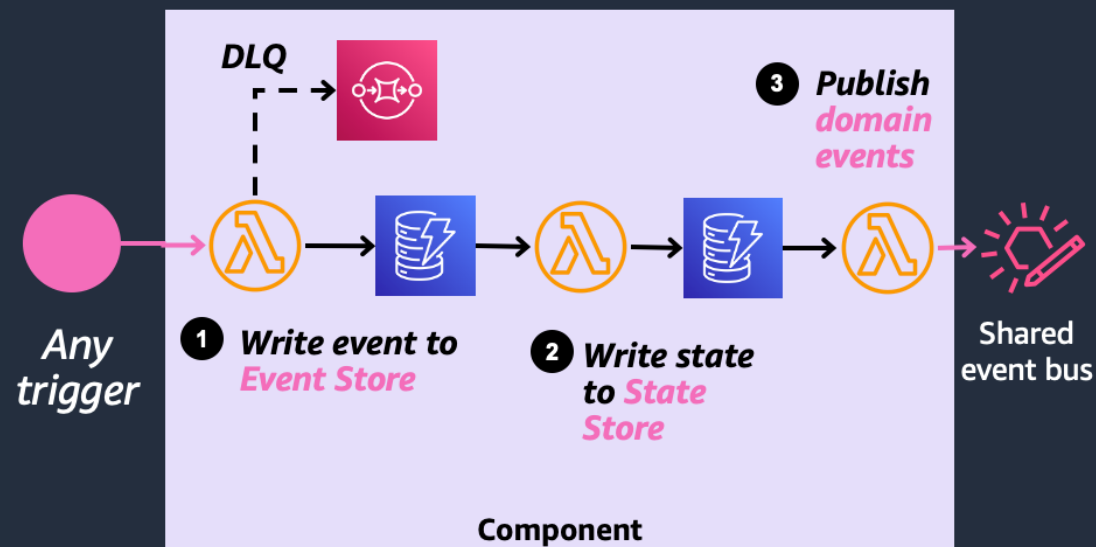 DLQ
3 Publish
domain
events
Any
trigger
1 Write event to
Event Store
2 Write state
to State
Store
Shared
event bus
Component